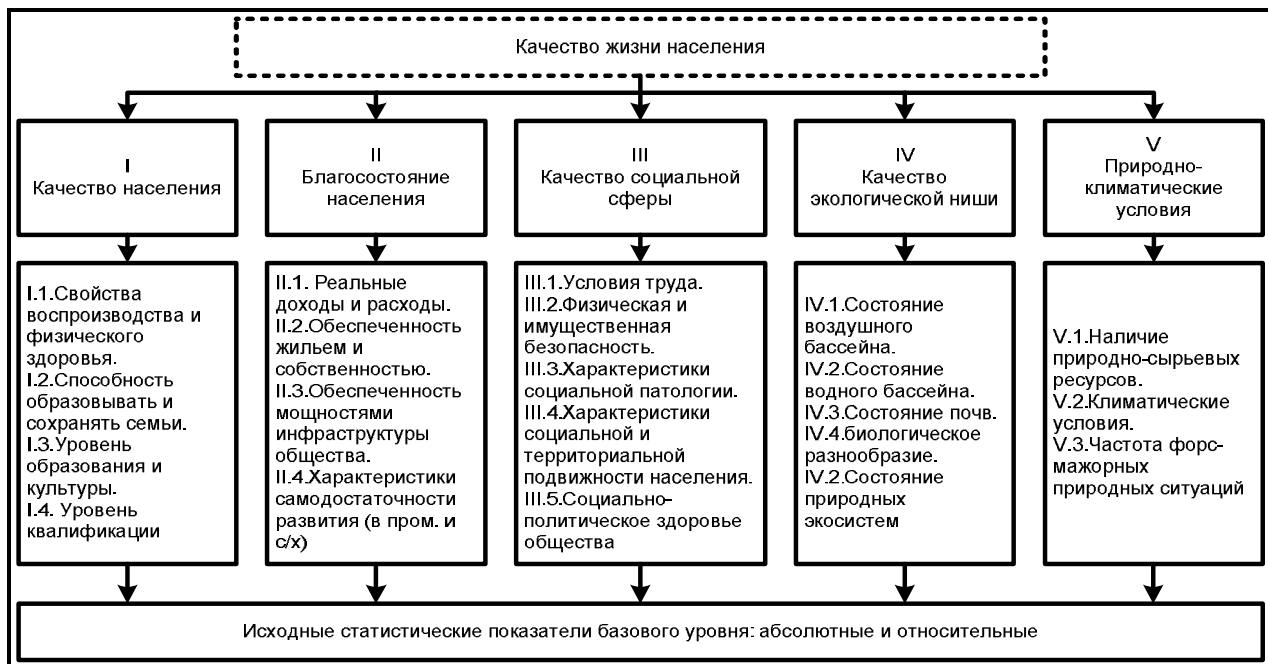 Качество жизни населения
I
Качество населения
II
Благосостояние
населения
III
Качество социальной
сферы
IV
Качество
экологической ниши
V
Природно-
климатические
условия
I.1.Свойства
воспроизводства и
физического
здоровья.
I.2.Способность
образовывать и
сохранять семьи.
I.3.Уровень
образования и
культуры.
I.4. Уровень
квалификации
II.1. Реальные
доходы и расходы.
II.2.Обеспеченность
жильем и
собственностью.
II.3.Обеспеченность
мощностями
инфраструктуры
общества.
II.4.Характеристики
самодостаточности
развития (в пром. и
с/х)
III.1.Условия труда.
III.2.Физическая и
имущественная
безопасность.
III.3.Характеристики
социальной патологии.
III.4.Характеристики
социальной и
территориальной
подвижности населения.
III.5.Социально-
политическое здоровье
общества
IV.1.Состояние
воздушного
бассейна.
IV.2.Состояние
водного бассейна.
IV.3.Состояние почв.
IV.4.биологическое
разнообразие.
IV.2.Состояние
природных
экосистем
V.1.Наличие
природно-сырьевых
ресурсов.
V.2.Климатические
условия.
V.3.Частота форс-
мажорных
природных ситуаций
Исходные статистические показатели базового уровня: абсолютные и относительные